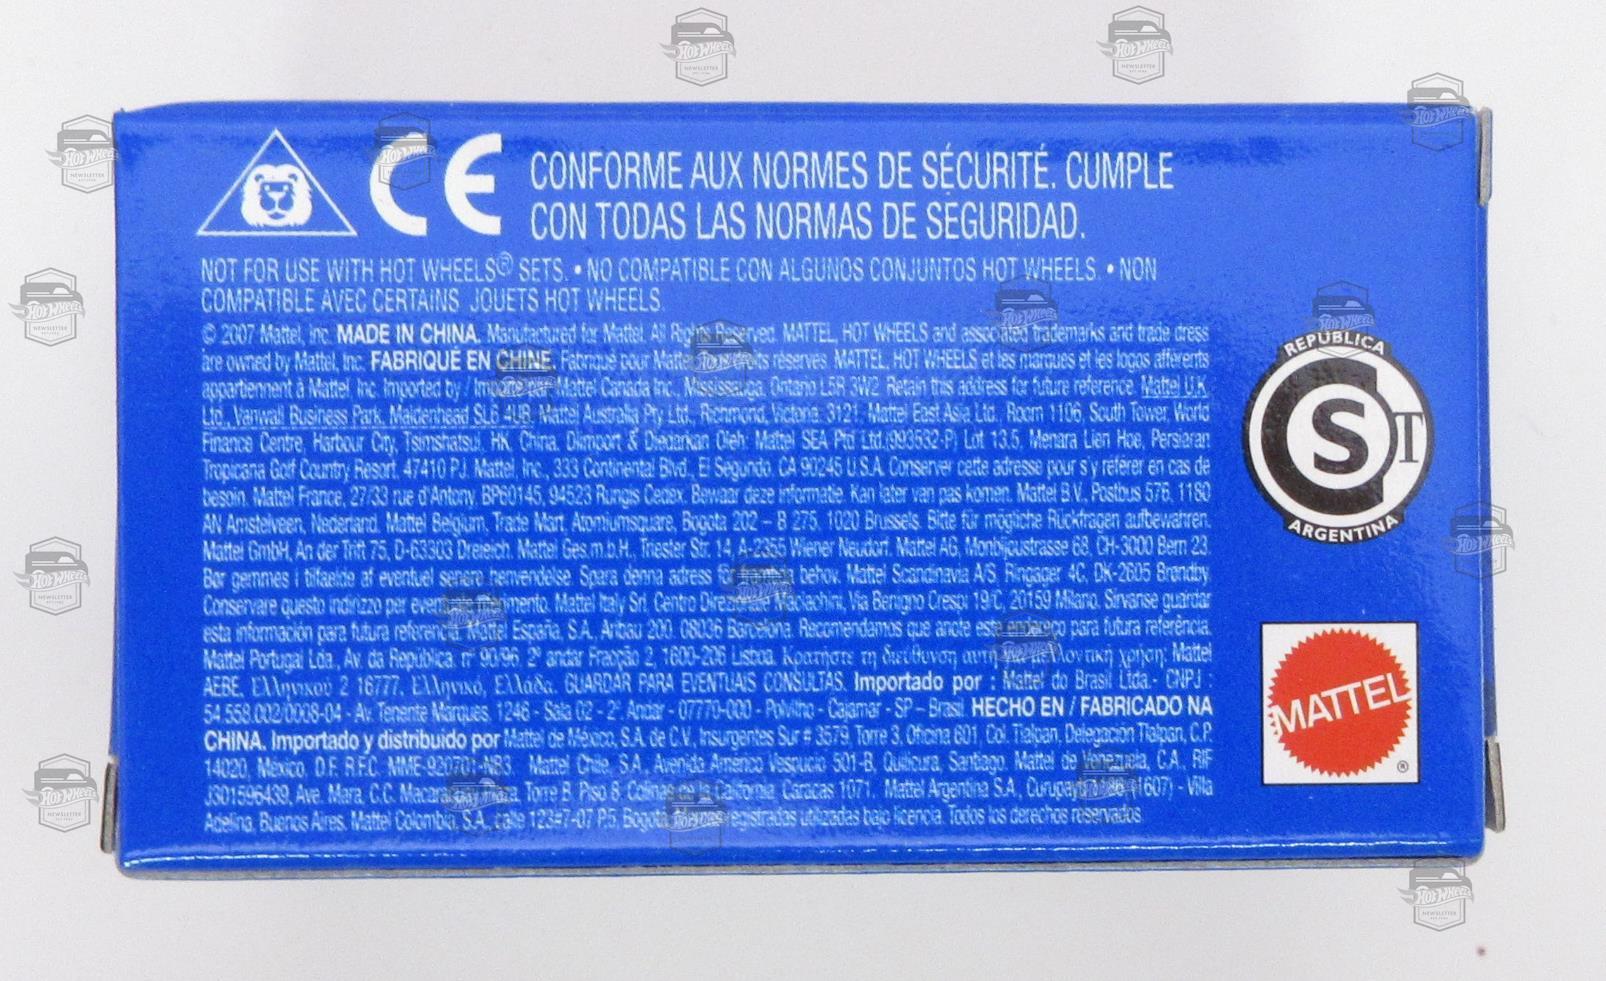 CONFORME AUX NORMES DE SÉCURITÉ. CUMPLE
CON TODAS LAS NORMAS DE SEGURIDAD.
NOT FOR USE WITH HOT WHEELS® SETS. • NO COMPATIBLE CON ALGUNOS CONJUNTOS HOT WHEELS. • NON
COMPATIBLE AVEC CERTAINS JOUETS HOT WHEELS.
© 2007 Mattel, Inc. MADE IN CHINA. Manufactured for Mattel. All Rights Reserved. MATTEL, HOT WHEELS and associated trademarks and trade dress
are owned by Mattel, Inc. FABRIQUÉ EN CHINE. Fabriqué pour Mattel. droits réservés. MATTEL, HOT WHEELS et les marques et les logos afférents
appartiennent à Mattel, Inc. Imported by / Importé par Mattel Canada Inc., Mississauga, Ontario L5R 3W2. Retain this address for future reference. Mattel U.K.
Ltd., Vanwall Business Park, Maidenhead SL6 4UB. Mattel Australia Pty Ltd., Richmond, Victoria. 3121. Mattel East Asia Ltd., Room 1106, South Tower, World
Finance Centre, Harbour City, Tsimshatsui, HK, China. Diimport & Diedarkan Oleh: Mattel SEA Ptd Ltd.(993532-P) Lot 13.5, Menara Lien Hoe, Persiaran
Tropicana Golf Country Resort, 47410 PJ. Mattel, Inc., 333 Continental Blvd., El Segundo, CA 90245 U.S.A. Conserver cette adresse pour s'y référer en cas de
besoin. Mattel France, 27/33 rue d'Antony, BP60145, 94523 Rungis Cedex. Bewaar deze informatie. Kan later van pas komen. Mattel B.V., Postbus 576, 1180
AN Amstelveen, Nederland. Mattel Belgium, Trade Mart, Atomiumsquare, Bogota 202 – B 275, 1020 Brussels. Bitte für mögliche Rückfragen aufbewahren.
Mattel GmbH, An der Trift 75, D-63303 Dreieich. Mattel Ges.m.b.H., Triester Str. 14, A-2355 Wiener Neudorf. Mattel AG, Monbijoustrasse 68, CH-3000 Bern 23.
Bør gemmes i tilfælde af eventuel senere henvendelse. Spara denna adress för behov. Mattel Scandinavia A/S, Ringager 4C, DK-2605 Brøndby.
Conservare questo indirizzo per Mattel Italy Srl, Centro Direzionale Maciachini, Via Benigno Crespi 19/C, 20159 Milano. Sírvanse guardar
esta información para futura referencia. Mattel España, S.A., Aribau 200. 08036 Barcelona. Recomendamos que anote este endereço para futura referência.
Mattel Portugal Lda., Av. da República, nº 90/96, 2º andar Fracção 2, 1600-206 Lisboa. Κρατήστε τη διεύθυνση αυτή για μελλοντική χρήση: Mattel
AEBE, Ελληνικού 2 16777, Ελληνικό, Ελλάδα. GUARDAR PARA EVENTUAIS CONSULTAS. Importado por : Mattel do Brasil Ltda.- CNPJ :
54.558.002/0008-04 - Av. Tenente Marques, 1246 - Sala 02 - 2º. Andar - 07770-000 - Polvilho - Cajamar - SP – Brasil. HECHO EN / FABRICADO NA
CHINA. Importado y distribuido por Mattel de México, S.A. de C.V., Insurgentes Sur # 3579, Torre 3, Oficina 601, Col. Tlalpan, Delegación Tlalpan, C.P.
14020, México, D.F. R.F.C. MME-920701-NB3. Mattel Chile, S.A., Avenida Américo Vespucio 501-B, Quilicura, Santiago. Mattel de Venezuela, C.A., RIF
J301596439, Ave. Mara, C.C. Torre B, Piso 8, Colinas de la California, Caracas 1071. Mattel Argentina S.A., (1607) - Villa
Adelina, Buenos Aires. Mattel Colombia, S.A., calle 123#7-07 P.5, Bogotá. registradas utilizadas bajo licencia. Todos los derechos reservados.
REPÚBLICA
S T
ARGENTINA
MATTEL
®